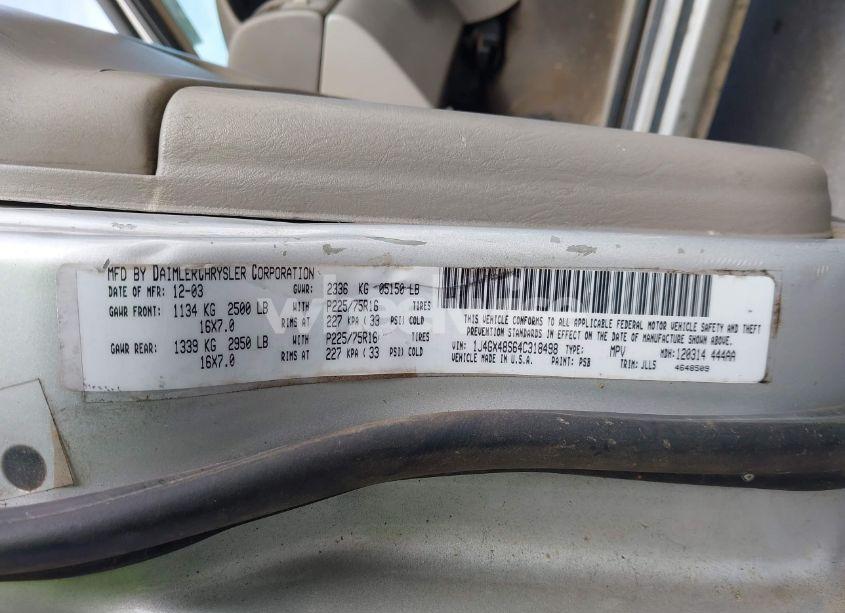 MFD BY DAIMLERCHRYSLER CORPORATION
DATE OF MFR: 12-03 GVWR: 2336 KG 05150 LB
GAWR FRONT: 1134 KG 2500 LB WITH P225/75R16 TIRES
16X7.0 RIMS AT 227 KPA (33 PSI) COLD
GAWR REAR: 1339 KG 2950 LB WITH P225/75R16 TIRES
16X7.0 RIMS AT 227 KPA (33 PSI) COLD
THIS VEHICLE CONFORMS TO ALL APPLICABLE FEDERAL MOTOR VEHICLE SAFETY AND THEFT
PREVENTION STANDARDS IN EFFECT ON THE DATE OF MANUFACTURE SHOWN ABOVE.
VIN: 1J4GX48S64C318498 TYPE: MPV MDH: 120314 444AA
VEHICLE MADE IN U.S.A. PAINT: PSB TRIM: JLLS 4648509